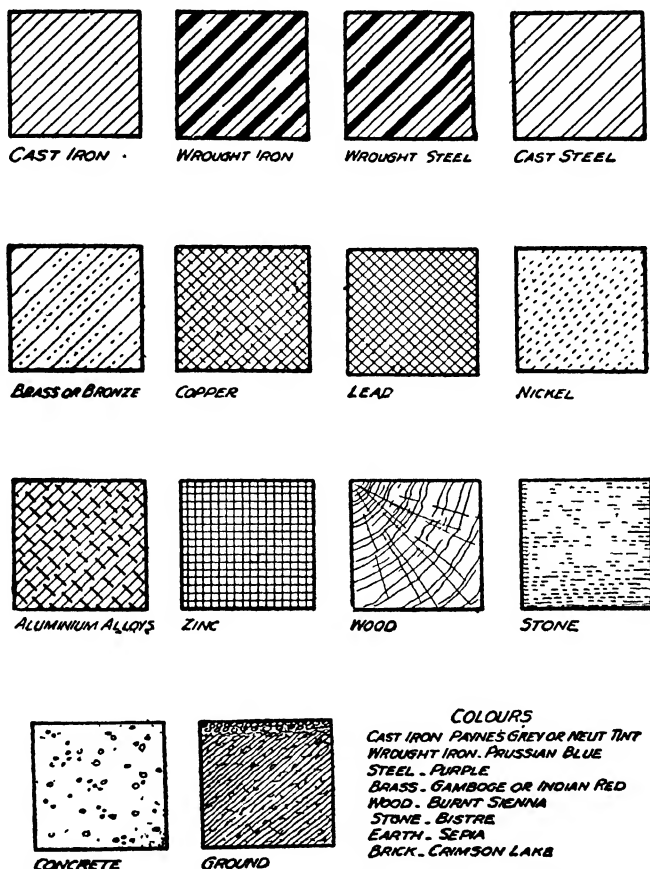 CAST IRON .
WROUGHT IRON
WROUGHT STEEL
CAST STEEL
BRASS OR BRONZE
COPPER
LEAD
NICKEL
ALUMINIUM ALLOYS
ZINC
WOOD
STONE
CONCRETE
GROUND
COLOURS
CAST IRON PAYNE'S GREY OR NEUT TINT
WROUGHT IRON. PRUSSIAN BLUE
STEEL - PURPLE
BRASS - GAMBOGE OR INDIAN RED
WOOD - BURNT SIENNA
STONE - BISTRE
EARTH - SEPIA
BRICK - CRIMSON LAKE